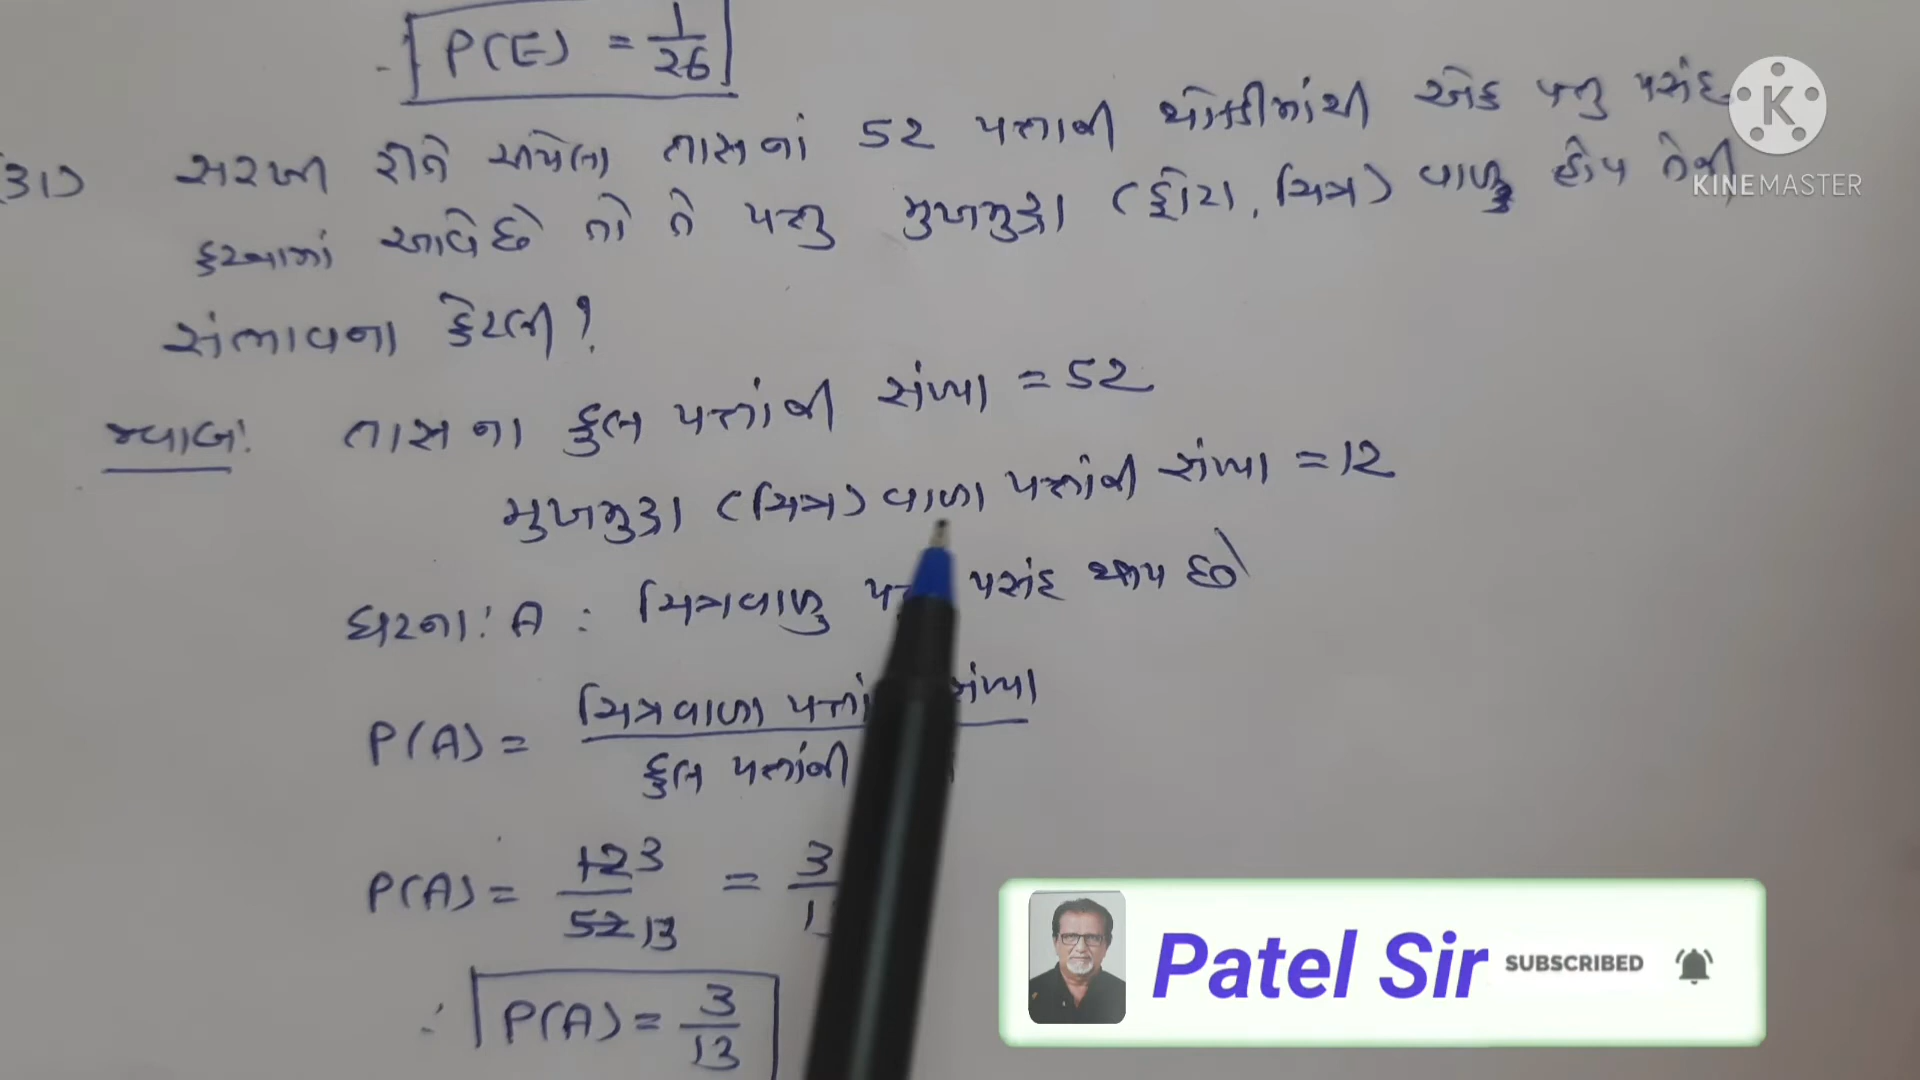 P(E) = 1/26
31) સરખી રીતે ચીપેલા તાસનાં 52 પત્તાની થોકડીમાંથી એક પત્તુ પસંદ
કરવામાં આવે છે તો તે પત્તુ મુખમુદ્રા (ફોટા, ચિત્ર) વાળુ હોય તેની
સંભાવના કેટલી?
જવાબ: તાસ ના કુલ પત્તાંની સંખ્યા = 52
મુખમુદ્રા (ચિત્ર) વાળા પત્તાંની સંખ્યા = 12
ઘટના: A : ચિત્રવાળુ પસંદ થાય છે
P(A) = ચિત્રવાળા પત્તાં સંખ્યા
કુલ પત્તાંની
P(A) = 12 3 / 52 13 = 3/1
∴ P(A) = 3/13
KINEMASTER
Patel Sir SUBSCRIBED